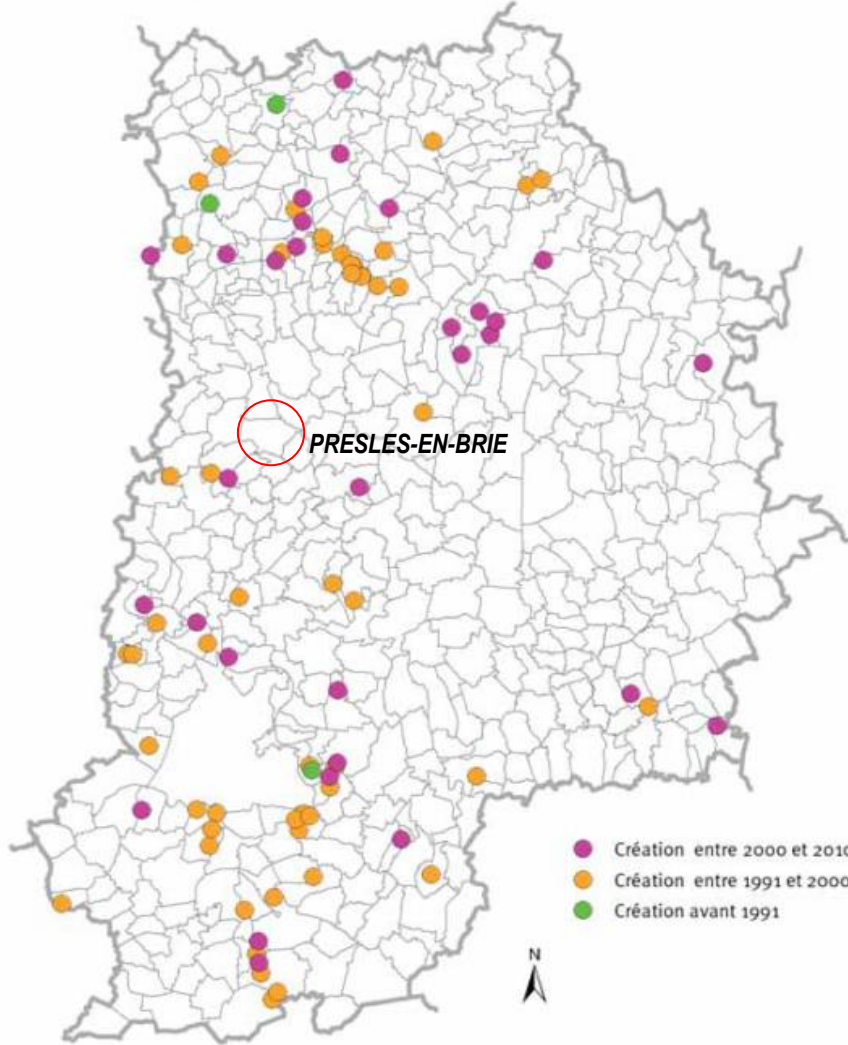 PRESLES-EN-BRIE
Création entre 2000 et 2010
Création entre 1991 et 2000
Création avant 1991
N